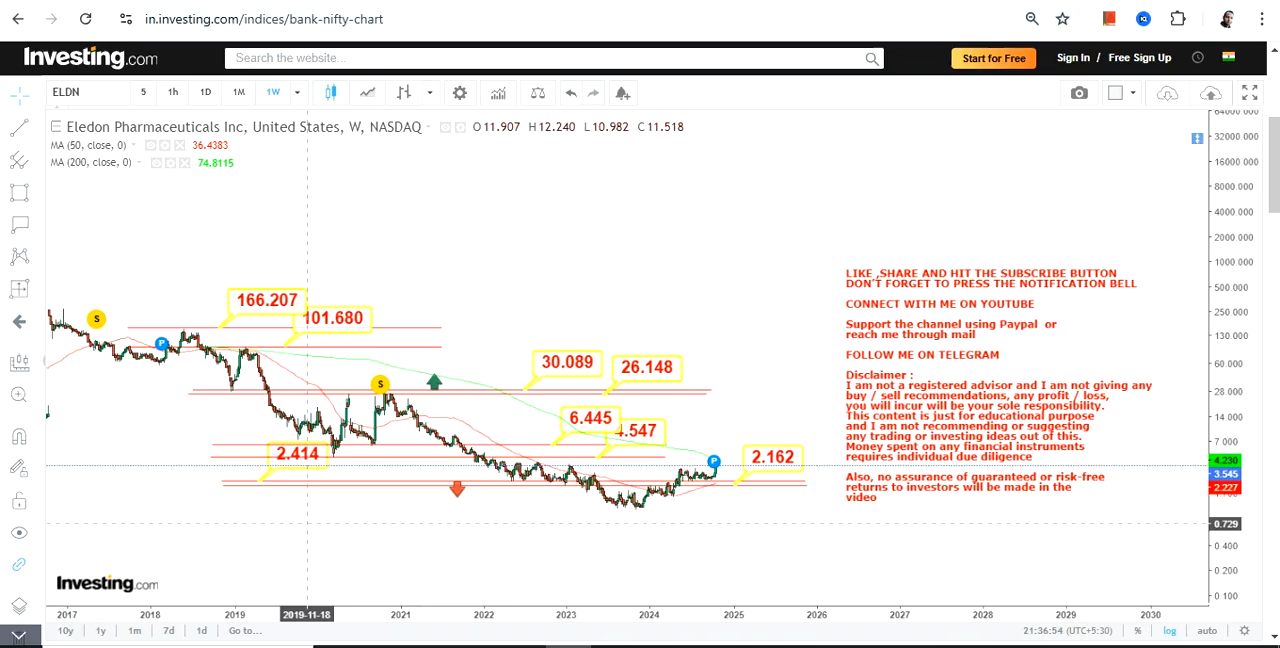 in.investing.com/indices/bank-nifty-chart
Investing.com
Search the website...
Start for Free
Sign In / Free Sign Up
ELDN
5
1h
1D
1M
1W
Eledon Pharmaceuticals Inc, United States, W, NASDAQ
O11.907 H12.240 L10.982 C11.518
MA (50, close, 0)
36.4383
MA (200, close, 0)
74.8115
32000 000
16000 000
8000 000
4000 000
2000 000
1000 000
500 000
250 000
130 000
60 000
28 000
14 000
7 000
4.230
3.545
2.227
0.729
0 400
0 200
0 100
S
166.207
101.680
P
30.089
26.148
S
6.445
4.547
2.414
P
2.162
LIKE ,SHARE AND HIT THE SUBSCRIBE BUTTON
DON'T FORGET TO PRESS THE NOTIFICATION BELL
CONNECT WITH ME ON YOUTUBE
Support the channel using Paypal or
reach me through mail
FOLLOW ME ON TELEGRAM
Disclaimer :
I am not a registered advisor and I am not giving any
buy / sell recommendations, any profit / loss,
you will incur will be your sole responsibility.
This content is just for educational purpose
and I am not recommending or suggesting
any trading or investing ideas out of this.
Money spent on any financial instruments
requires individual due diligence
Also, no assurance of guaranteed or risk-free
returns to investors will be made in the
video
Investing.com
2017
2018
2019
2019-11-18
2021
2022
2023
2024
2025
2026
2027
2028
2029
2030
10y
1y
1m
7d
1d
Go to...
21:36:54 (UTC+5:30)
%
log
auto